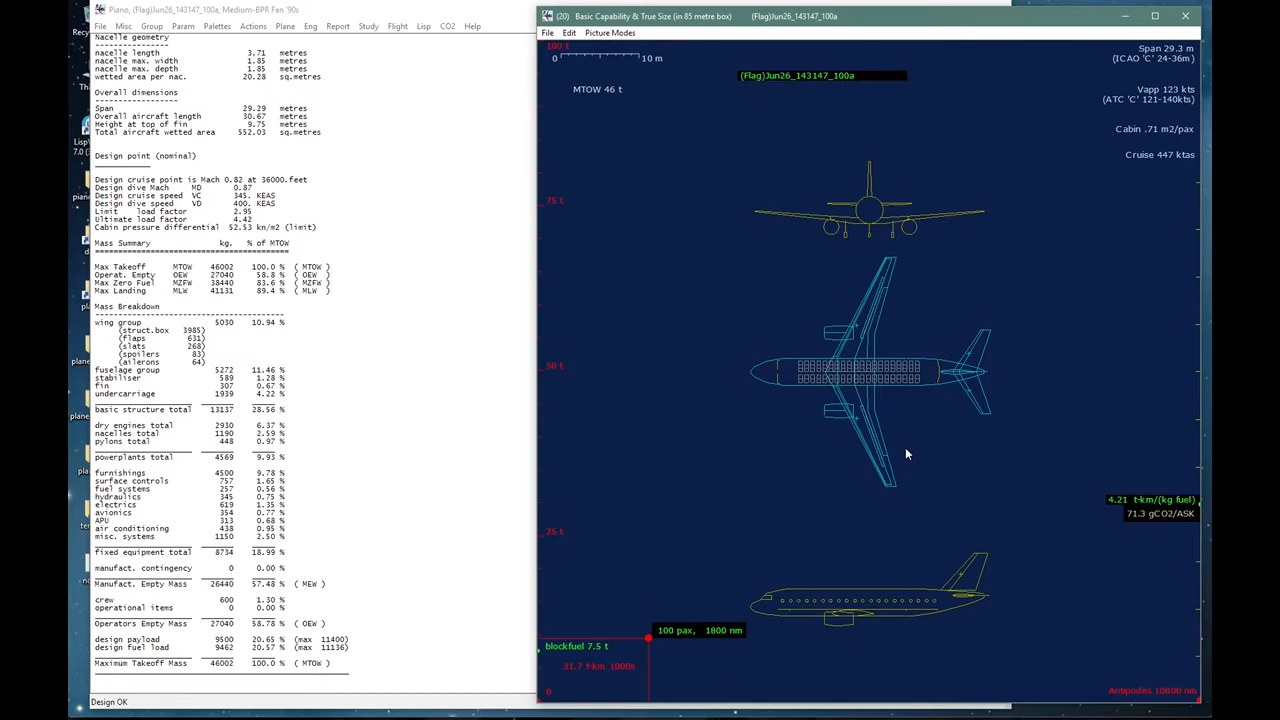 Piano, (Flag)Jun26_143147_100a, Medium-BPR Fan '90s
File Misc Group Param Palettes 3Actions Plane Eng Report Study Flight Lsp CO2 Help
Nacelle geometry
nacelle length 3.71 metres
nacelle max. width 1.85 metres
nacelle max. depth 1.85 metres
wetted area per nac. 20.28 sq.metres
Overall dimensions
Span 29.29 metres
Overall aircraft length 30.67 metres
Height at top of fin 9.75 metres
Total aircraft wetted area 552.03 sq.metres
Design point (nominal)
Design cruise point is Mach 0.82 at 36000.feet
Design dive Mach MD 0.87
Design cruise speed VC 345. KEAS
Design dive speed VD 400. KEAS
Limit load factor 2.95
Ultimate load factor 4.42
Cabin pressure differential 52.53 kn/m2 (limit)
Mass Summary kg. % of MTOW
Max Takeoff MTOW 46002 100.0 % ( MTOW )
Operat. Empty OEW 27040 58.8 % ( OEW )
Max Zero Fuel MZFW 38440 83.6 % ( MZFW )
Max Landing MLW 41131 89.4 % ( MLW )
Mass Breakdown
wing group 5030 10.94 %
(struct.box 3985)
(flaps 631)
(slats 268)
(spoilers 83)
(ailerons 64)
fuselage group 5272 11.46 %
stabiliser 589 1.28 %
fin 307 0.67 %
undercarriage 1939 4.22 %
basic structure total 13137 28.56 %
dry engines total 2930 6.37 %
nacelles total 1190 2.59 %
pylons total 448 0.97 %
powerplants total 4569 9.93 %
furnishings 4500 9.78 %
surface controls 757 1.65 %
fuel systems 257 0.56 %
hydraulics 345 0.75 %
electrics 619 1.35 %
avionics 354 0.77 %
APU 313 0.68 %
air conditioning 438 0.95 %
misc. systems 1150 2.50 %
fixed equipment total 8734 18.99 %
manufact. contingency 0 0.00 %
Manufact. Empty Mass 26440 57.48 % ( MEW )
crew 600 1.30 %
operational items 0 0.00 %
Operators Empty Mass 27040 58.78 % ( OEW )
design payload 9500 20.65 % (max 11400)
design fuel load 9462 20.57 % (max 11136)
Maximum Takeoff Mass 46002 100.0 % ( MTOW )
Design OK
(20) Basic Capability & True Size (in 85 metre box) (Flag)Jun26_143147_100a
File Edit Picture Modes
100 t
0 10 m
(Flag)Jun26_143147_100a
MTOW 46 t
Span 29.3 m
(ICAO 'C' 24-36m)
Vapp 123 kts
(ATC 'C' 121-140kts)
Cabin .71 m2/pax
Cruise 447 ktas
75 t
50 t
4.21 t-km/(kg fuel)
71.3 gCO2/ASK
25 t
100 pax, 1800 nm
blockfuel 7.5 t
31.7 t-km 1000s
0
Antipodes 10800 nm